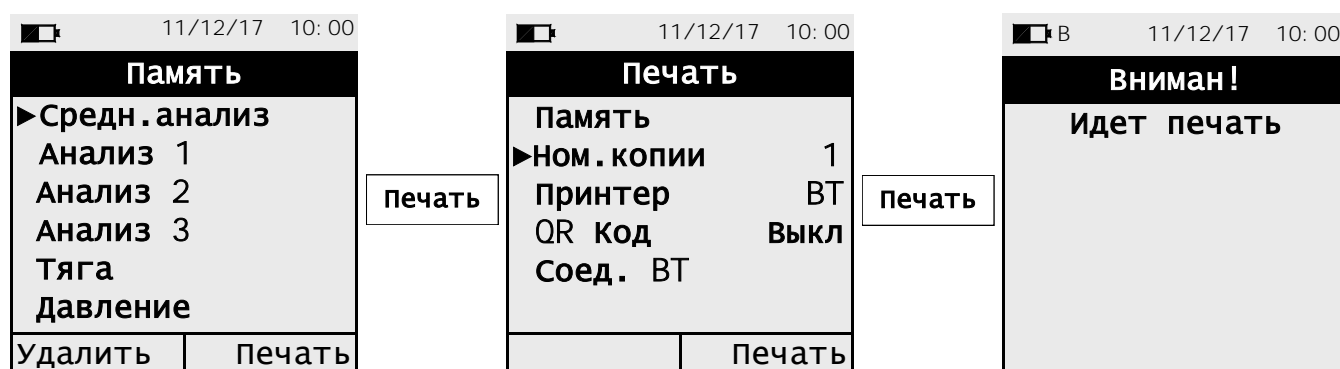 11/12/17 10:00
Память
►Средн.анализ
Анализ 1
Анализ 2
Анализ 3
Тяга
Давление
Удалить Печать
Печать
11/12/17 10:00
Печать
Память
►Ном.копии 1
Принтер BT
QR Код Выкл
Соед. BT
Печать
Печать
B 11/12/17 10:00
Вниман!
Идет печать